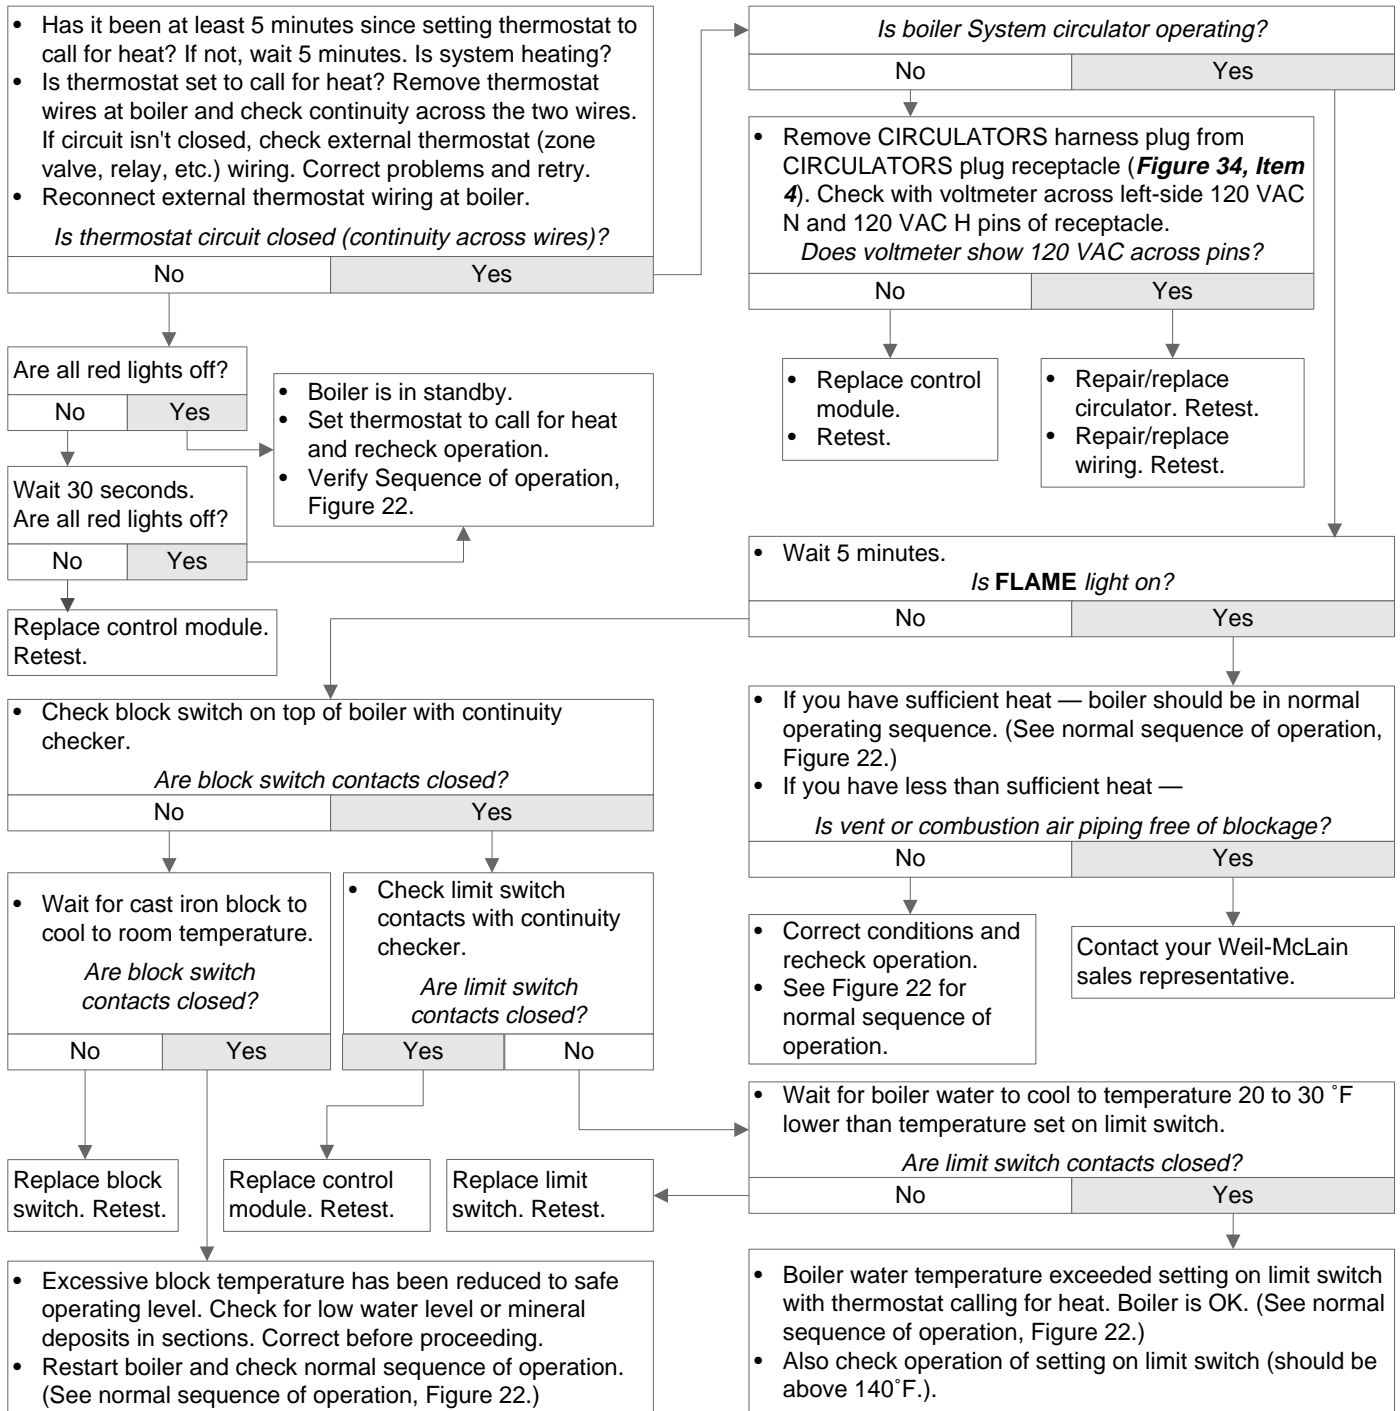 • Has it been at least 5 minutes since setting thermostat to
call for heat? If not, wait 5 minutes. Is system heating?
• Is thermostat set to call for heat? Remove thermostat
wires at boiler and check continuity across the two wires.
If circuit isn't closed, check external thermostat (zone
valve, relay, etc.) wiring. Correct problems and retry.
• Reconnect external thermostat wiring at boiler.
Is thermostat circuit closed (continuity across wires)?
No Yes
Is boiler System circulator operating?
No Yes
• Remove CIRCULATORS harness plug from
CIRCULATORS plug receptacle (Figure 34, Item
4). Check with voltmeter across left-side 120 VAC
N and 120 VAC H pins of receptacle.
Does voltmeter show 120 VAC across pins?
No Yes
• Replace control
module.
• Retest.
• Repair/replace
circulator. Retest.
• Repair/replace
wiring. Retest.
Are all red lights off?
No Yes
• Boiler is in standby.
• Set thermostat to call for heat
and recheck operation.
• Verify Sequence of operation,
Figure 22.
Wait 30 seconds.
Are all red lights off?
No Yes
Replace control module.
Retest.
• Wait 5 minutes.
Is FLAME light on?
No Yes
• Check block switch on top of boiler with continuity
checker.
Are block switch contacts closed?
No Yes
• If you have sufficient heat — boiler should be in normal
operating sequence. (See normal sequence of operation,
Figure 22.)
• If you have less than sufficient heat —
Is vent or combustion air piping free of blockage?
No Yes
• Wait for cast iron block to
cool to room temperature.
Are block switch
contacts closed?
No Yes
• Check limit switch
contacts with continuity
checker.
Are limit switch
contacts closed?
Yes No
• Correct conditions and
recheck operation.
• See Figure 22 for
normal sequence of
operation.
Contact your Weil-McLain
sales representative.
• Wait for boiler water to cool to temperature 20 to 30 ˚F
lower than temperature set on limit switch.
Are limit switch contacts closed?
No Yes
Replace block
switch. Retest.
Replace control
module. Retest.
Replace limit
switch. Retest.
• Excessive block temperature has been reduced to safe
operating level. Check for low water level or mineral
deposits in sections. Correct before proceeding.
• Restart boiler and check normal sequence of operation.
(See normal sequence of operation, Figure 22.)
• Boiler water temperature exceeded setting on limit switch
with thermostat calling for heat. Boiler is OK. (See normal
sequence of operation, Figure 22.)
• Also check operation of setting on limit switch (should be
above 140˚F.).